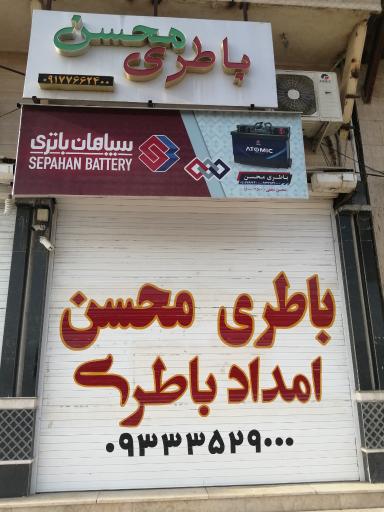 باطری محسن
۰۹۱۷۷۶۶۲۴۰۰
سپاهان باتری
SEPAHAN BATTERY
ATOMIC
باطری محسن
باطری محسن
امداد باطری
۰۹۳۳۳۵۲۹۰۰۰